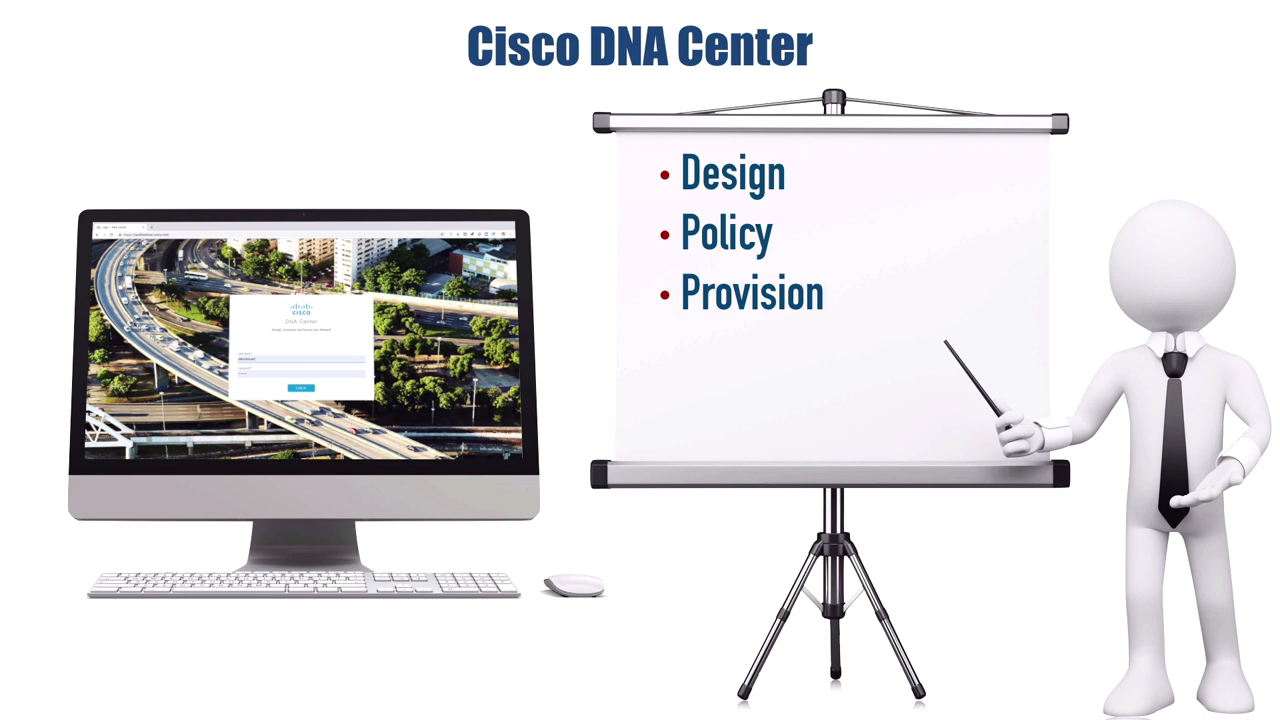 Cisco DNA Center
• Design
• Policy
• Provision
CISCO
DNA Center
Log In